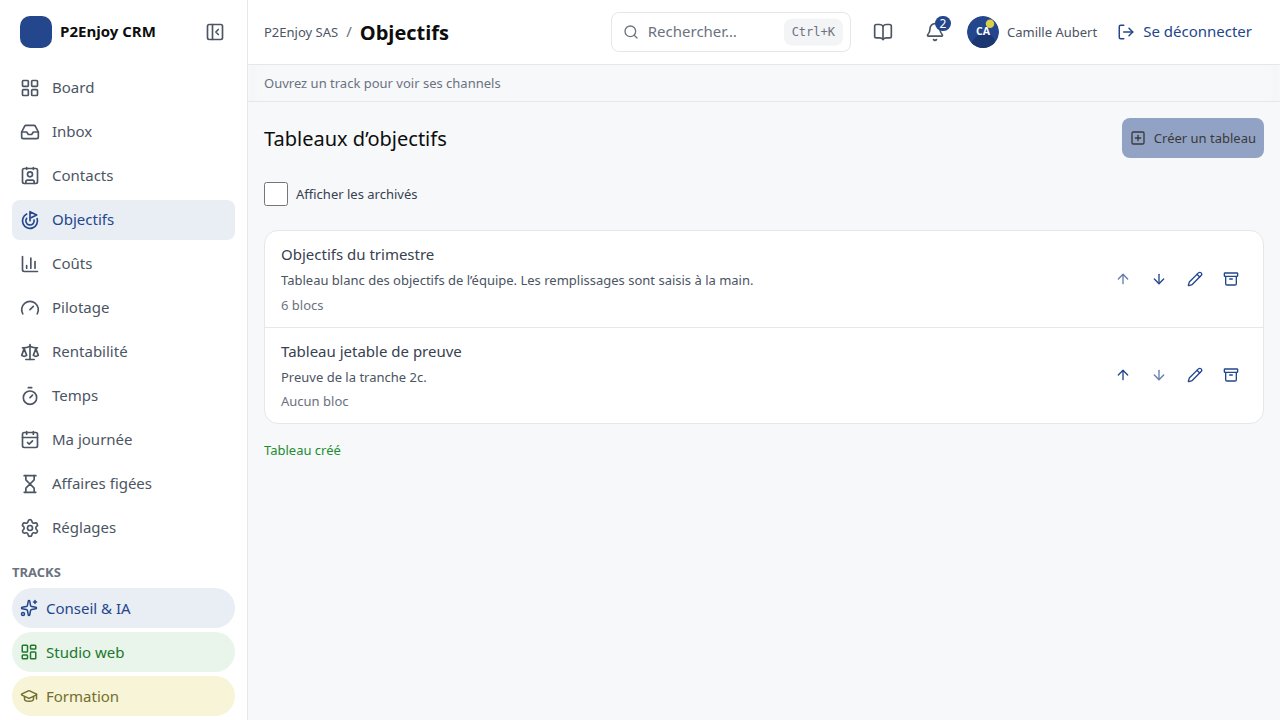 P2Enjoy CRM
Board
Inbox
Contacts
Objectifs
Coûts
Pilotage
Rentabilité
Temps
Ma journée
Affaires figées
Réglages
TRACKS
Conseil & IA
Studio web
Formation
P2Enjoy SAS / Objectifs
Rechercher... Ctrl+K
2
CA
Camille Aubert
Se déconnecter
Ouvrez un track pour voir ses channels
Tableaux d’objectifs
Créer un tableau
Afficher les archivés
Objectifs du trimestre
Tableau blanc des objectifs de l’équipe. Les remplissages sont saisis à la main.
6 blocs
Tableau jetable de preuve
Preuve de la tranche 2c.
Aucun bloc
Tableau créé